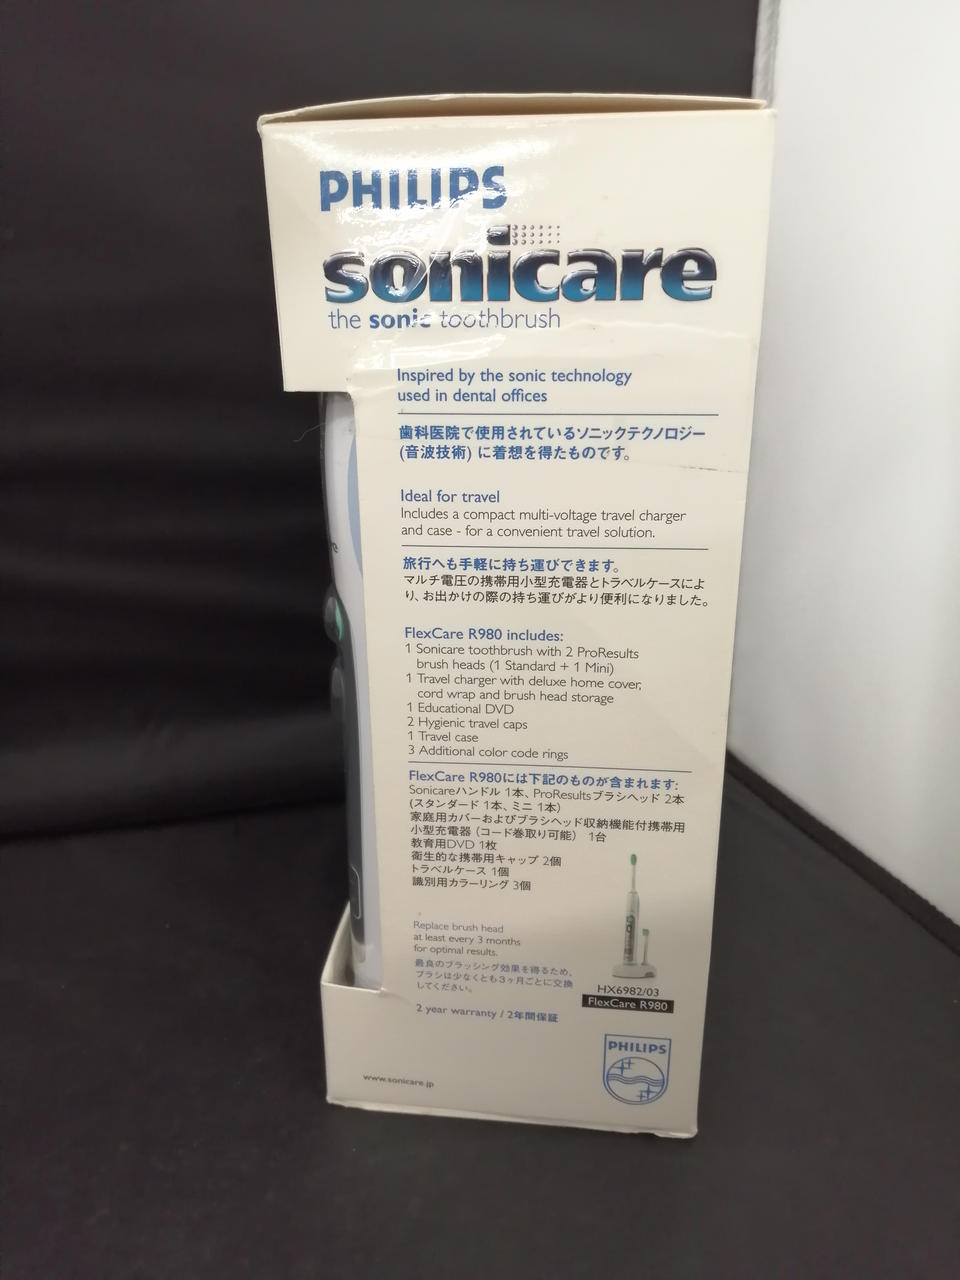 PHILIPS
sonicare
the sonic toothbrush
Inspired by the sonic technology
used in dental offices
歯科医院で使用されているソニックテクノロジー
(音波技術) に着想を得たものです。
Ideal for travel
Includes a compact multi-voltage travel charger
and case - for a convenient travel solution.
旅行へも手軽に持ち運びできます。
マルチ電圧の携帯用小型充電器とトラベルケースによ
り、お出かけの際の持ち運びがより便利になりました。
FlexCare R980 includes:
1 Sonicare toothbrush with 2 ProResults
brush heads (1 Standard + 1 Mini)
1 Travel charger with deluxe home cover,
cord wrap and brush head storage
1 Educational DVD
2 Hygienic travel caps
1 Travel case
3 Additional color code rings
FlexCare R980には下記のものが含まれます:
Sonicareハンドル 1本、ProResultsブラシヘッド 2本
(スタンダード 1本、ミニ 1本)
家庭用カバーおよびブラシヘッド収納機能付携帯用
小型充電器 (コード巻取り可能) 1台
教育用DVD 1枚
衛生的な携帯用キャップ 2個
トラベルケース 1個
識別用カラーリング 3個
Replace brush head
at least every 3 months
for optimal results.
最良のブラッシング効果を得るため、
ブラシは少なくとも3ヶ月ごとに交換
してください。
HX6982/03
FlexCare R980
2 year warranty / 2年間保証
PHILIPS
www.sonicare.jp